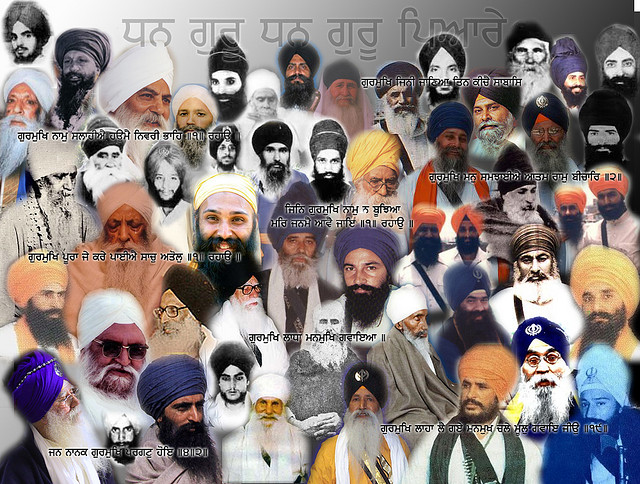 ਧਨ ਗੁਰੂ ਧਨ ਗੁਰੂ ਪਿਆਰੇ
ਗੁਰਮੁਖਿ ਜਿਨੀ ਜਾਣਿਆ ਤਿਨ ਕੀਚੈ ਸਾਬਾਸਿ
ਗੁਰਮੁਖਿ ਨਾਮੁ ਸਲਾਹੀਐ ਹਉਮੈ ਨਿਵਰੀ ਭਾਹਿ ॥੧॥ ਰਹਾਉ ॥
ਗੁਰਮੁਖਿ ਮਨੁ ਸਮਝਾਈਐ ਆਤਮ ਰਾਮੁ ਬੀਚਾਰਿ ॥੨॥
ਜਿਨਿ ਗੁਰਮੁਖਿ ਨਾਮੁ ਨ ਬੂਝਿਆ
ਮਰਿ ਜਨਮੈ ਆਵੈ ਜਾਇ ॥੧॥ ਰਹਾਉ ॥
ਗੁਰਮੁਖਿ ਪੂਰਾ ਜੇ ਕਰੇ ਪਾਈਐ ਸਾਚੁ ਅਤੋਲੁ ॥੧॥ ਰਹਾਉ ॥
ਗੁਰਮੁਖਿ ਲਾਧਾ ਮਨਮੁਖਿ ਗਵਾਇਆ ॥
ਗੁਰਮੁਖਿ ਲਾਹਾ ਲੈ ਗਏ ਮਨਮੁਖ ਚਲੇ ਮੂਲੁ ਗਵਾਇ ਜੀਉ ॥੧੯॥
ਜਨ ਨਾਨਕ ਗੁਰਮੁਖਿ ਪਰਗਟੁ ਹੋਇ ॥੪॥੨॥